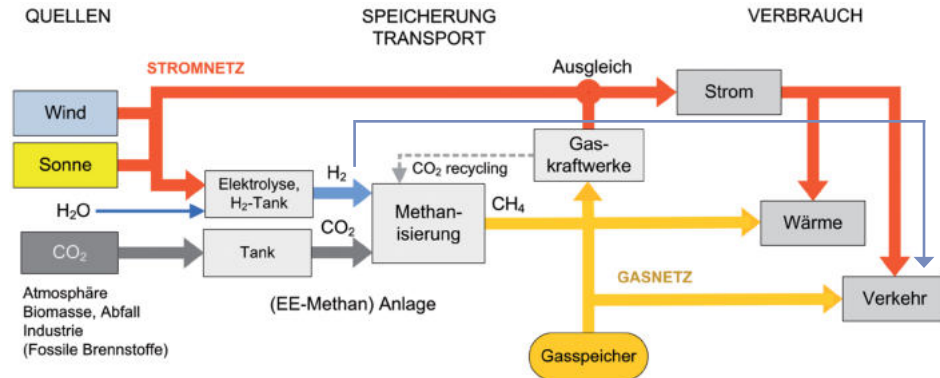 QUELLEN
SPEICHERUNG
TRANSPORT
VERBRAUCH
STROMNETZ
Ausgleich
Wind
Strom
Sonne
Gas-
kraftwerke
H₂
CO₂ recycling
Elektrolyse,
H₂-Tank
H₂O
Methan-
isierung
CH₄
Wärme
CO₂
CO₂
Tank
GASNETZ
Verkehr
Atmosphäre
Biomasse, Abfall
Industrie
(Fossile Brennstoffe)
(EE-Methan) Anlage
Gasspeicher